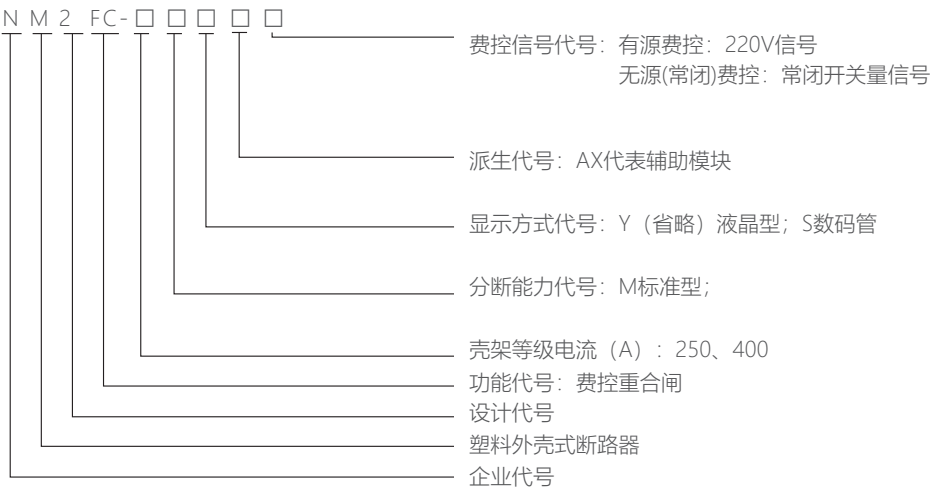 NM2 FC-□□□□□
费控信号代号：有源费控：220V信号
无源(常闭)费控：常闭开关量信号
派生代号：AX代表辅助模块
显示方式代号：Y（省略）液晶型；S数码管
分断能力代号：M标准型；
壳架等级电流（A）：250、400
功能代号：费控重合闸
设计代号
塑料外壳式断路器
企业代号